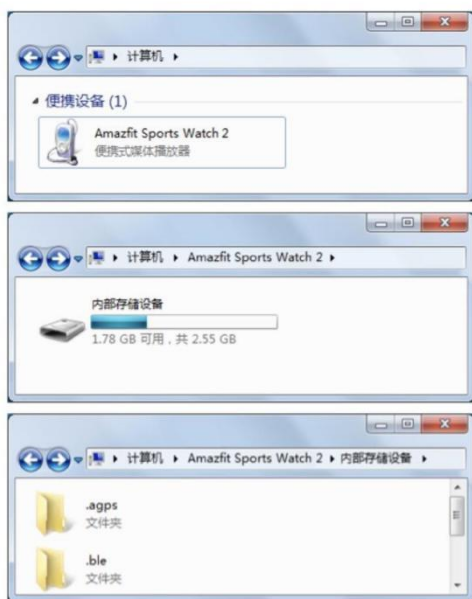 计算机
便携设备 (1)
Amazfit Sports Watch 2
便携式媒体播放器
计算机 Amazfit Sports Watch 2
内部存储设备
1.78 GB 可用，共 2.55 GB
计算机 Amazfit Sports Watch 2 内部存储设备
.agps
文件夹
.ble
文件夹